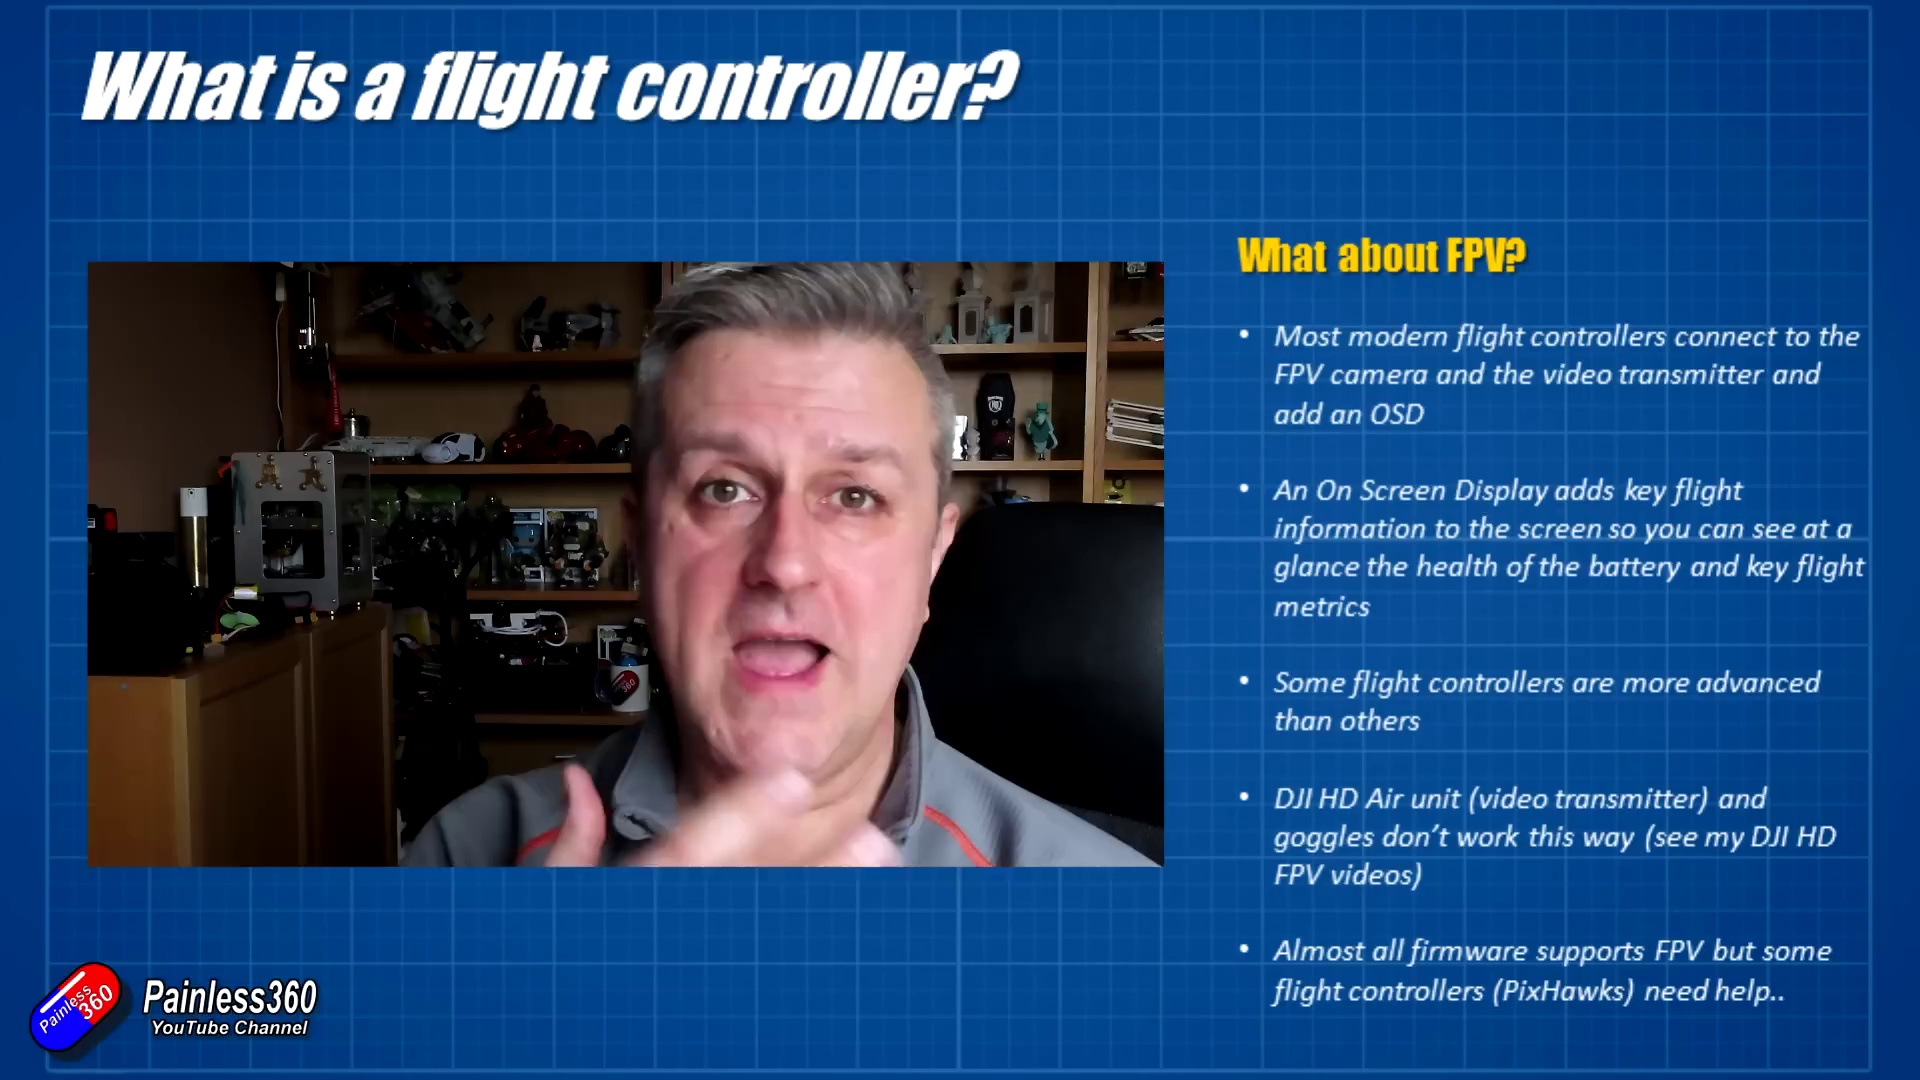 What is a flight controller?
What about FPV?
• Most modern flight controllers connect to the
FPV camera and the video transmitter and
add an OSD
• An On Screen Display adds key flight
information to the screen so you can see at a
glance the health of the battery and key flight
metrics
• Some flight controllers are more advanced
than others
• DJI HD Air unit (video transmitter) and
goggles don’t work this way (see my DJI HD
FPV videos)
• Almost all firmware supports FPV but some
flight controllers (PixHawks) need help..
Painless
360
Painless360
YouTube Channel
360